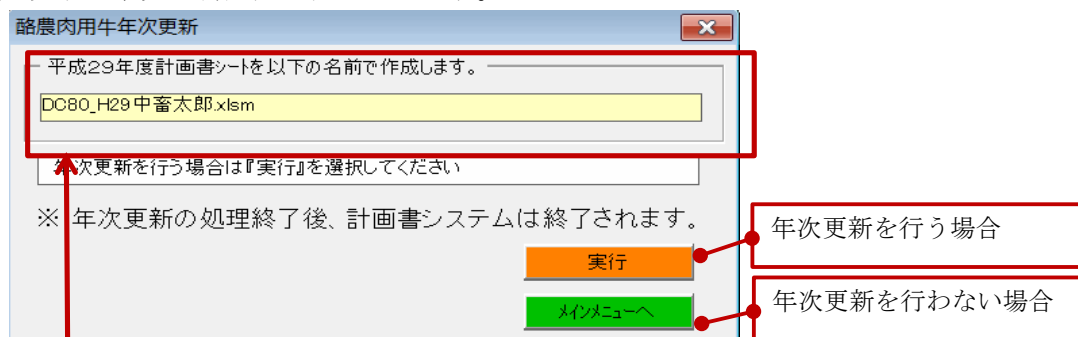 酪農肉用牛年次更新
平成29年度計画書シートを以下の名前で作成します。
DC80_H29中畜太郎.xlsm
年次更新を行う場合は『実行』を選択してください
※ 年次更新の処理終了後、計画書システムは終了されます。
実行
年次更新を行う場合
メインメニューへ
年次更新を行わない場合